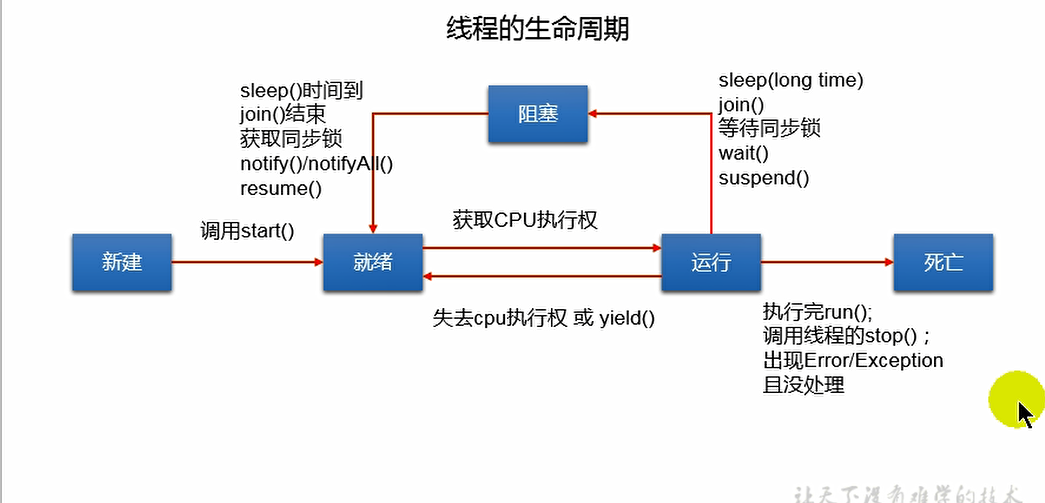 线程的生命周期
sleep()时间到
join()结束
获取同步锁
notify()/notifyAll()
resume()
阻塞
sleep(long time)
join()
等待同步锁
wait()
suspend()
调用start()
获取CPU执行权
新建
就绪
运行
死亡
失去cpu执行权 或 yield()
执行完run();
调用线程的stop()；
出现Error/Exception
且没处理
让天下没有难学的技术